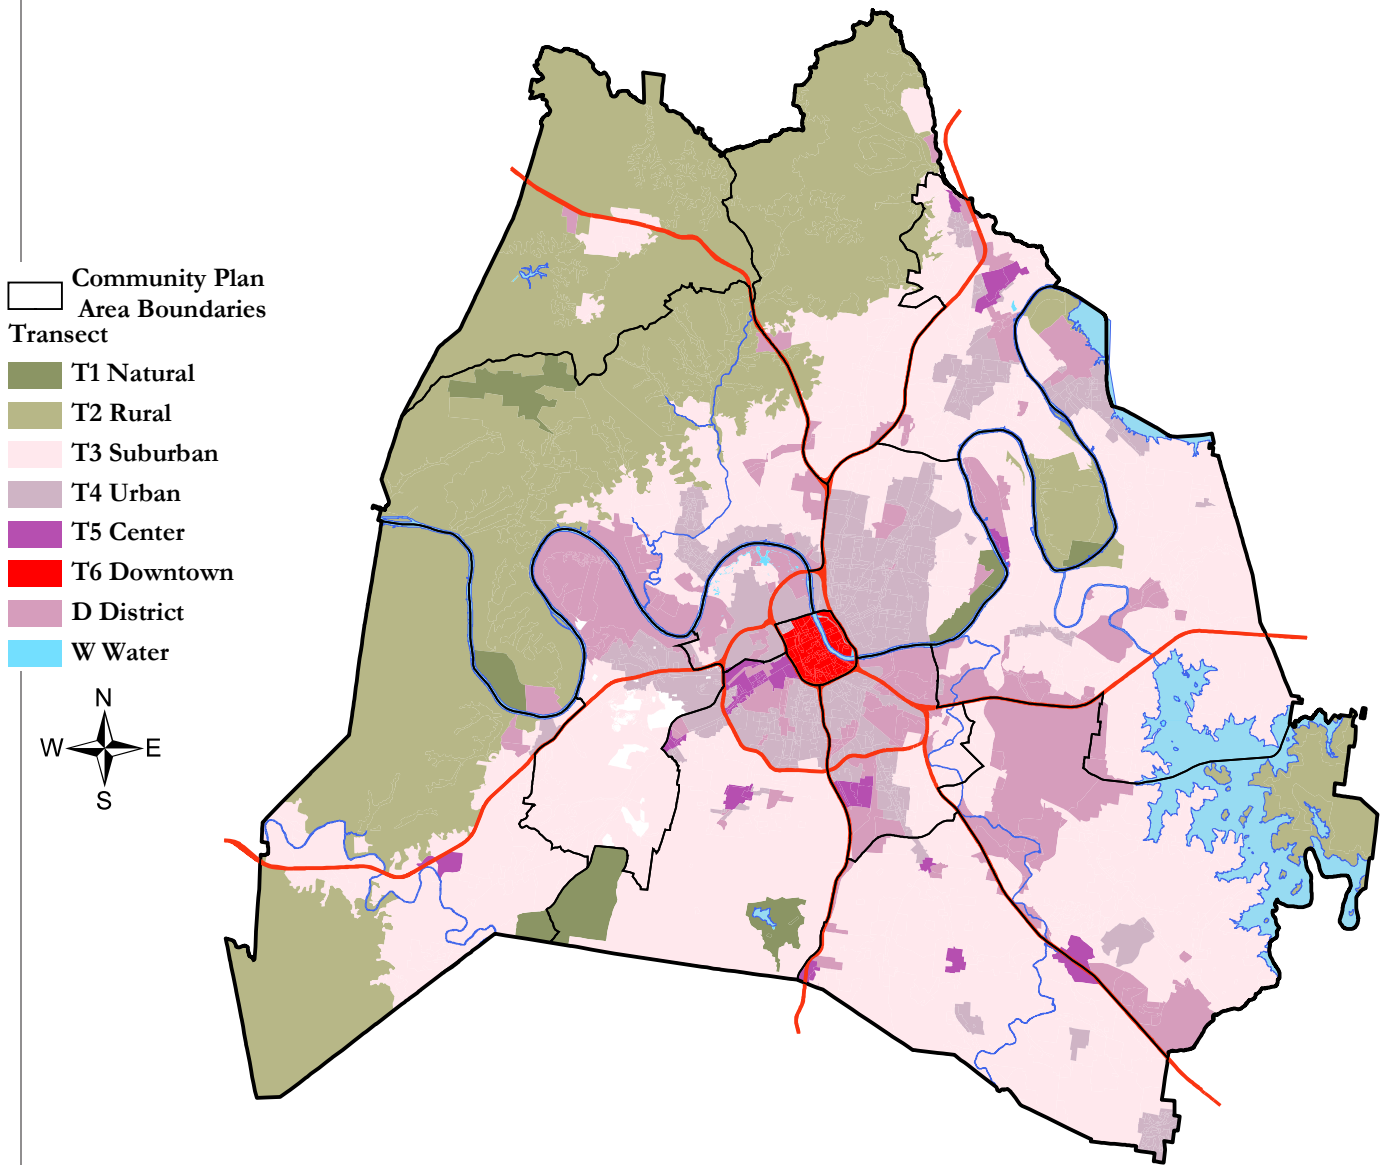 Community Plan
Area Boundaries
Transect
T1 Natural
T2 Rural
T3 Suburban
T4 Urban
T5 Center
T6 Downtown
D District
W Water
N
W E
S